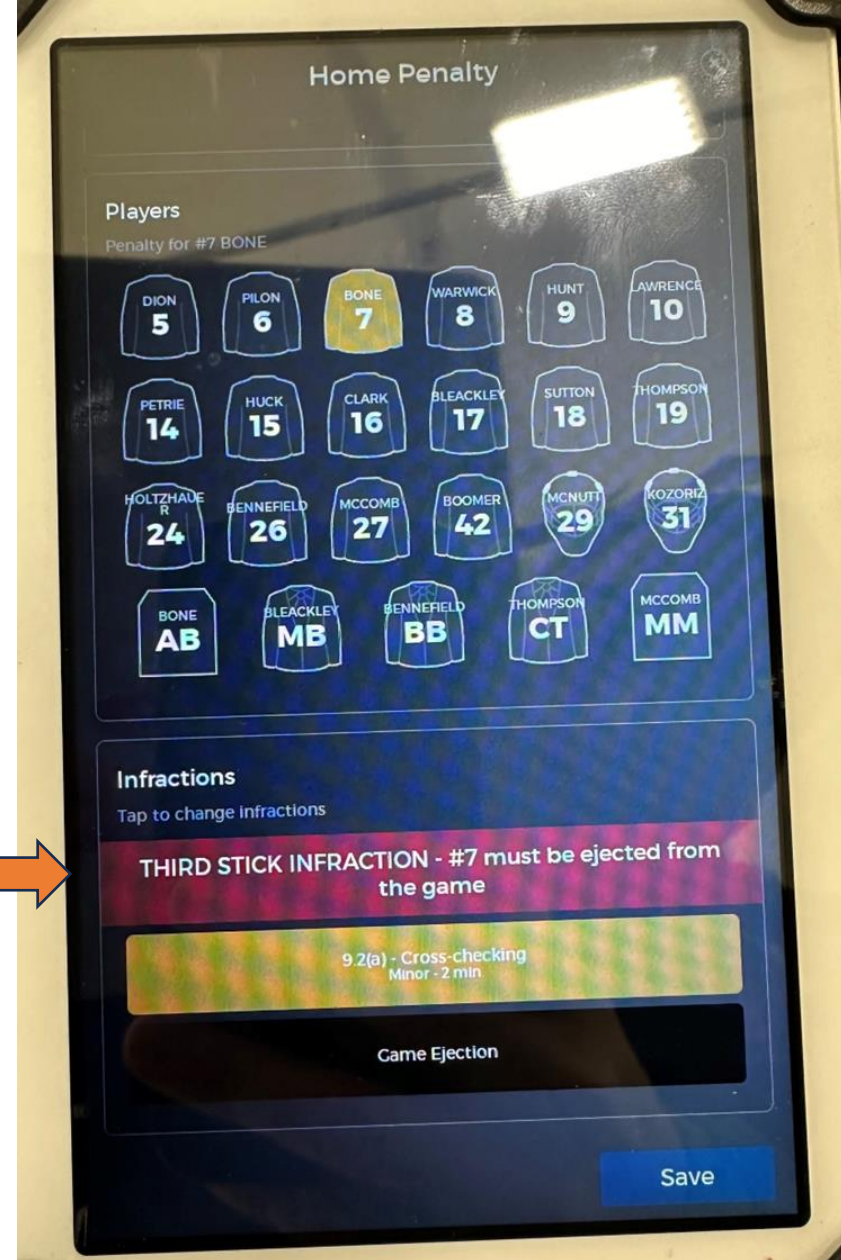 Home Penalty
Players
Penalty for #7 BONE
DION
5
PILON
6
BONE
7
WARWICK
8
HUNT
9
LAWRENCE
10
PETRIE
14
HUCK
15
CLARK
16
BLEACKLEY
17
SUTTON
18
THOMPSON
19
HOLTZHAUE
R
24
BENNEFIELD
26
MCCOMB
27
BOOMER
42
MCNUTT
29
KOZORIZ
31
BONE
AB
BLEACKLEY
MB
BENNEFIELD
BB
THOMPSON
CT
MCCOMB
MM
Infractions
Tap to change infractions
THIRD STICK INFRACTION - #7 must be ejected from
the game
9.2(a) - Cross-checking
Minor - 2 min
Game Ejection
Save